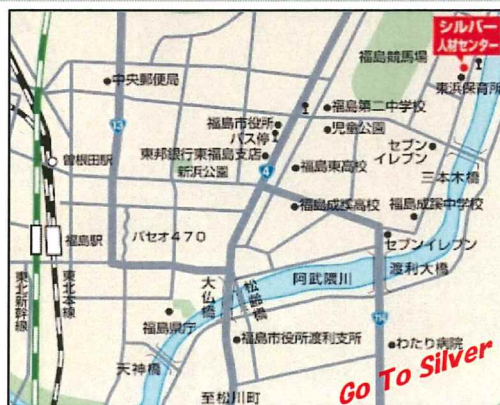 シルバー
人材センター
福島競馬場
東浜保育所
中央郵便局
福島第二中学校
13
福島市役所
バス停
児童公園
セブン
イレブン
東邦銀行東福島支店
曽根田駅
新浜公園
4
福島東高校
三本木橋
福島成蹊高校
福島成蹊中学校
福島駅
パセオ470
セブンイレブン
渡利大橋
大仏橋
松齢橋
阿武隈川
東北新幹線
東北本線
福島県庁
114
福島市役所渡利支所
わたり病院
天神橋
至松川町
Go To Silver